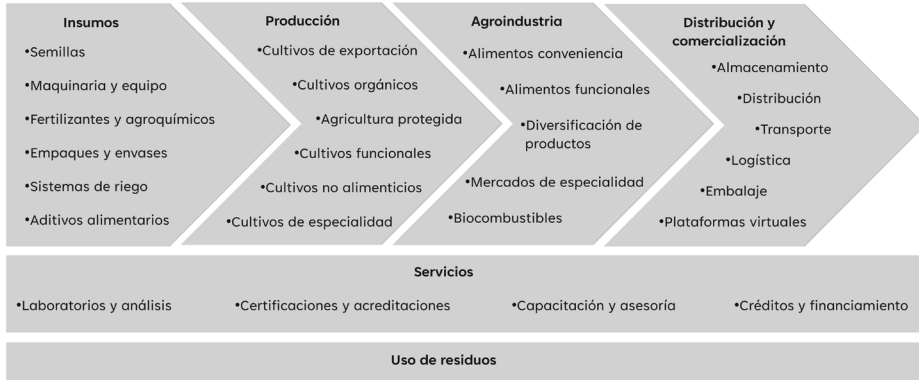 Insumos
•Semillas
•Maquinaria y equipo
•Fertilizantes y agroquímicos
•Empaques y envases
•Sistemas de riego
•Aditivos alimentarios
Producción
•Cultivos de exportación
•Cultivos orgánicos
•Agricultura protegida
•Cultivos funcionales
•Cultivos no alimenticios
•Cultivos de especialidad
Agroindustria
•Alimentos conveniencia
•Alimentos funcionales
•Diversificación de
productos
•Mercados de especialidad
•Biocombustibles
Distribución y
comercialización
•Almacenamiento
•Distribución
•Transporte
•Logística
•Embalaje
•Plataformas virtuales
Servicios
•Laboratorios y análisis
•Certificaciones y acreditaciones
•Capacitación y asesoría
•Créditos y financiamiento
Uso de residuos